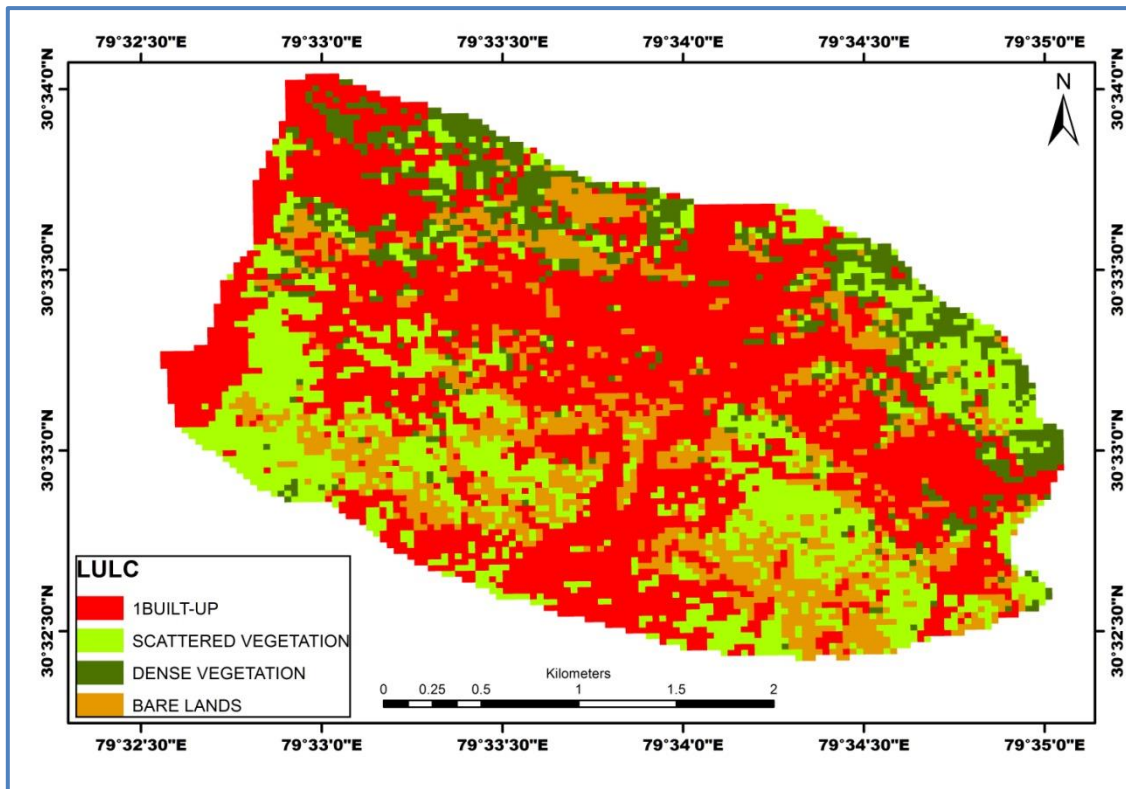 79°32'30"E 79°33'0"E 79°33'30"E 79°34'0"E 79°34'30"E 79°35'0"E
30°34'0"N
30°34'0"N
N
30°33'30"N
30°33'30"N
30°33'0"N
30°33'0"N
30°32'30"N
30°32'30"N
LULC
1BUILT-UP
SCATTERED VEGETATION
DENSE VEGETATION
BARE LANDS
Kilometers
0 0.25 0.5 1 1.5 2
79°32'30"E 79°33'0"E 79°33'30"E 79°34'0"E 79°34'30"E 79°35'0"E